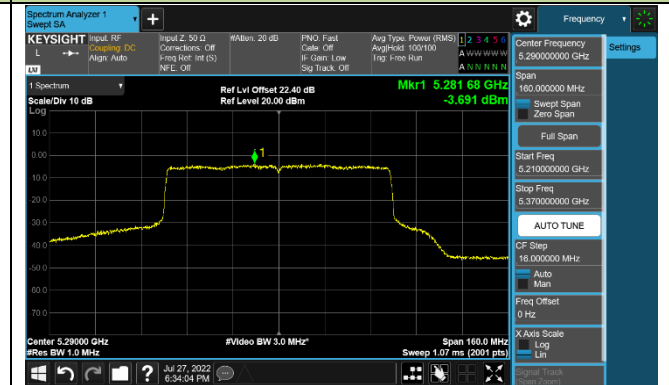 Spectrum Analyzer 1
Swept SA
+
Frequency
KEYSIGHT
L
Input: RF
Coupling: DC
Align: Auto
Input Z: 50 Ω
Corrections: Off
Freq Ref: Int (S)
NFE: Off
#Atten: 20 dB
PNO: Fast
Gate: Off
IF Gain: Low
Sig Track: Off
Avg Type: Power (RMS)
Avg|Hold: 100/100
Trig: Free Run
1 2 3 4 5 6
A W W W W W
A N N N N N
LXI
1 Spectrum
Scale/Div 10 dB
Log
Ref Lvl Offset 22.40 dB
Ref Level 20.00 dBm
Mkr1 5.281 68 GHz
-3.691 dBm
10.0
0.00
-10.0
-20.0
-30.0
-40.0
-50.0
-60.0
-70.0
1
Center 5.29000 GHz
#Res BW 1.0 MHz
#Video BW 3.0 MHz*
Span 160.0 MHz
Sweep 1.07 ms (2001 pts)
Jul 27, 2022
6:34:04 PM
Center Frequency
5.290000000 GHz
Span
160.000000 MHz
Swept Span
Zero Span
Full Span
Start Freq
5.210000000 GHz
Stop Freq
5.370000000 GHz
AUTO TUNE
CF Step
16.000000 MHz
Auto
Man
Freq Offset
0 Hz
X Axis Scale
Log
Lin
Signal Track
(Span Zoom)
Settings